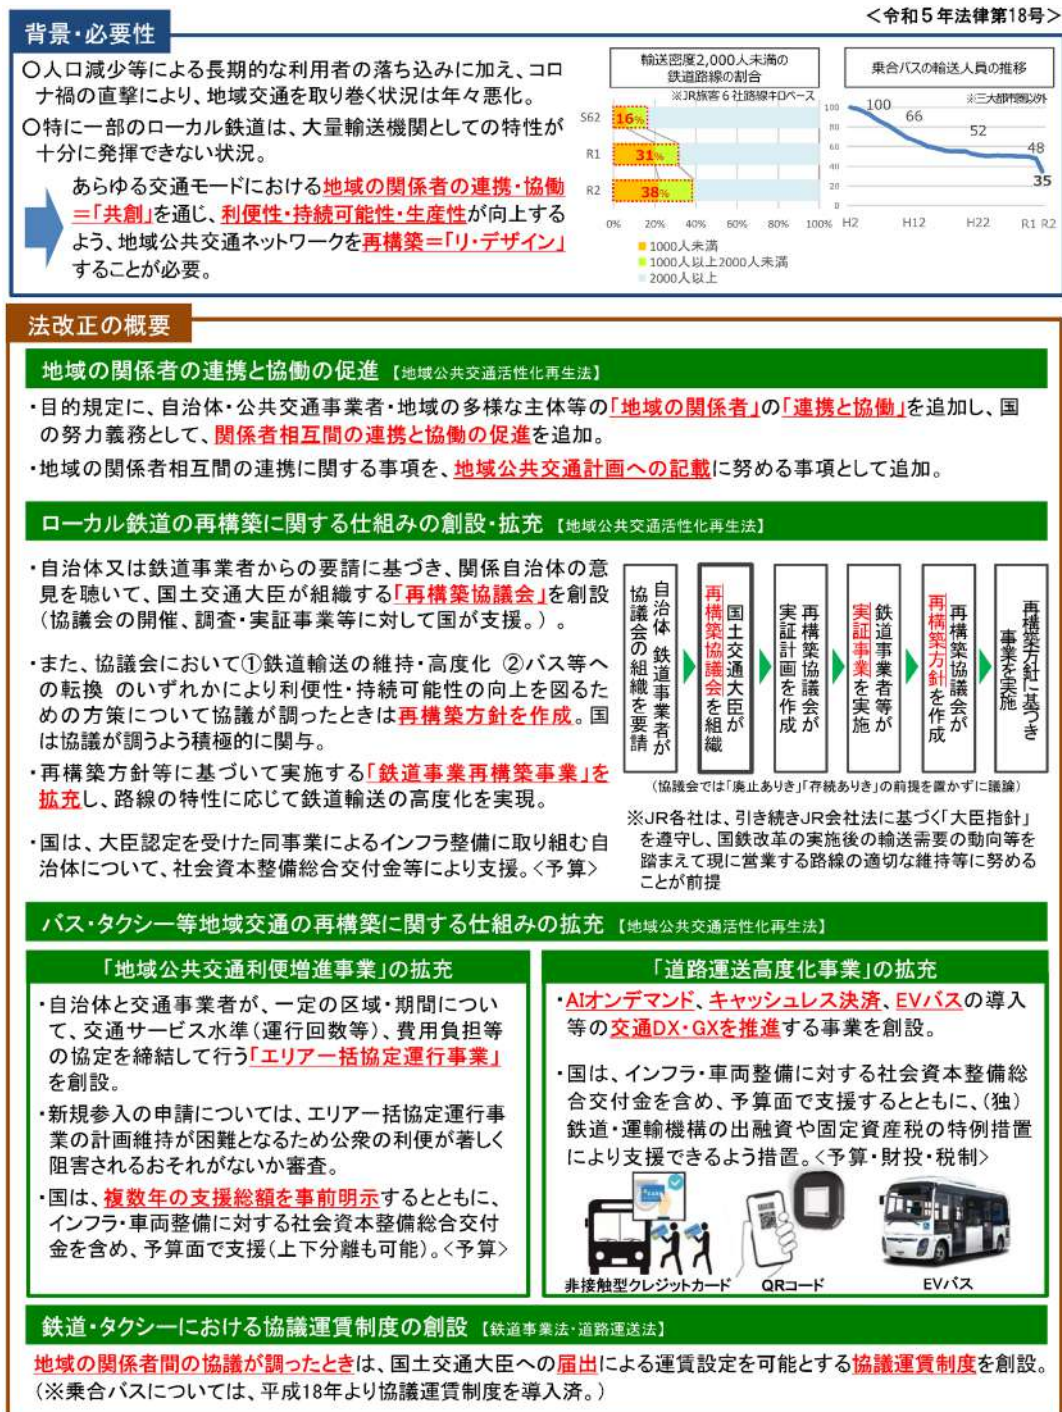 ＜令和５年法律第18号＞
背景・必要性
○人口減少等による長期的な利用者の落ち込みに加え、コロ
ナ禍の直撃により、地域交通を取り巻く状況は年々悪化。
○特に一部のローカル鉄道は、大量輸送機関としての特性が
十分に発揮できない状況。
あらゆる交通モードにおける地域の関係者の連携・協働
＝「共創」を通じ、利便性・持続可能性・生産性が向上する
よう、地域公共交通ネットワークを再構築＝「リ・デザイン」
することが必要。
輸送密度2,000人未満の
鉄道路線の割合
※JR旅客６社路線キロベース
S62 16%
R1 31%
R2 38%
0% 20% 40% 60% 80% 100%
1000人未満
1000人以上2000人未満
2000人以上
乗合バスの輸送人員の推移
※三大都市圏以外
100
80
60
40
20
0
100 66 52 48 35
H2 H12 H22 R1 R2
法改正の概要
地域の関係者の連携と協働の促進 【地域公共交通活性化再生法】
・目的規定に、自治体・公共交通事業者・地域の多様な主体等の「地域の関係者」の「連携と協働」を追加し、国
の努力義務として、関係者相互間の連携と協働の促進を追加。
・地域の関係者相互間の連携に関する事項を、地域公共交通計画への記載に努める事項として追加。
ローカル鉄道の再構築に関する仕組みの創設・拡充 【地域公共交通活性化再生法】
・自治体又は鉄道事業者からの要請に基づき、関係自治体の意
見を聴いて、国土交通大臣が組織する「再構築協議会」を創設
（協議会の開催、調査・実証事業等に対して国が支援。）。
・また、協議会において①鉄道輸送の維持・高度化 ②バス等へ
の転換 のいずれかにより利便性・持続可能性の向上を図るた
めの方策について協議が調ったときは再構築方針を作成。国
は協議が調うよう積極的に関与。
・再構築方針等に基づいて実施する「鉄道事業再構築事業」を
拡充し、路線の特性に応じて鉄道輸送の高度化を実現。
・国は、大臣認定を受けた同事業によるインフラ整備に取り組む自
治体について、社会資本整備総合交付金等により支援。＜予算＞
自治体・鉄道事業者が
協議会の組織を要請
国土交通大臣が
再構築協議会を組織
再構築協議会が
実証計画を作成
鉄道事業者等が
実証事業を実施
再構築協議会が
再構築方針を作成
再構築方針に基づき
事業を実施
（協議会では「廃止ありき」「存続ありき」の前提を置かずに議論）
※JR各社は、引き続きJR会社法に基づく「大臣指針」
を遵守し、国鉄改革の実施後の輸送需要の動向等を
踏まえて現に営業する路線の適切な維持等に努める
ことが前提
バス・タクシー等地域交通の再構築に関する仕組みの拡充 【地域公共交通活性化再生法】
「地域公共交通利便増進事業」の拡充
・自治体と交通事業者が、一定の区域・期間につい
て、交通サービス水準（運行回数等）、費用負担等
の協定を締結して行う「エリア一括協定運行事業」
を創設。
・新規参入の申請については、エリア一括協定運行事
業の計画維持が困難となるため公衆の利便が著しく
阻害されるおそれがないか審査。
・国は、複数年の支援総額を事前明示するとともに、
インフラ・車両整備に対する社会資本整備総合交付
金を含め、予算面で支援（上下分離も可能）。＜予算＞
「道路運送高度化事業」の拡充
・AIオンデマンド、キャッシュレス決済、EVバスの導入
等の交通DX・GXを推進する事業を創設。
・国は、インフラ・車両整備に対する社会資本整備総
合交付金を含め、予算面で支援するとともに、（独）
鉄道・運輸機構の出融資や固定資産税の特例措置
により支援できるよう措置。＜予算・財投・税制＞
非接触型クレジットカード QRコード EVバス
鉄道・タクシーにおける協議運賃制度の創設 【鉄道事業法・道路運送法】
地域の関係者間の協議が調ったときは、国土交通大臣への届出による運賃設定を可能とする協議運賃制度を創設。
（※乗合バスについては、平成18年より協議運賃制度を導入済。）